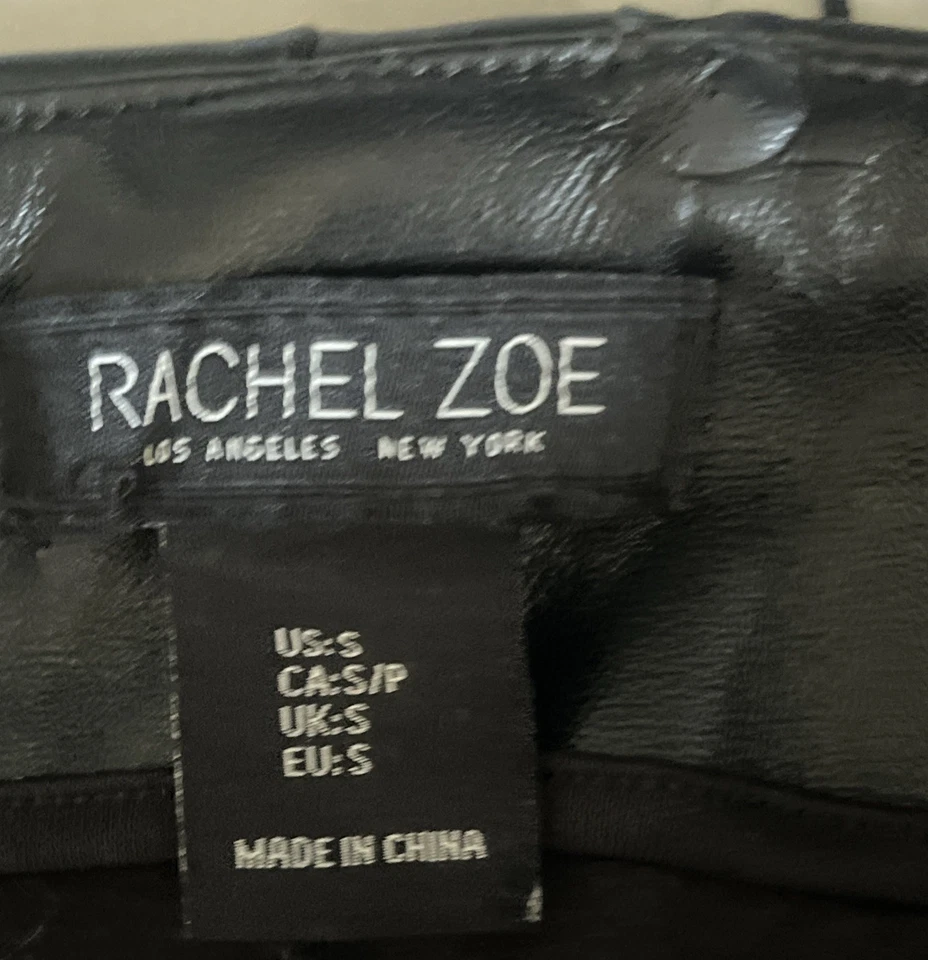 RACHEL ZOE
LOS ANGELES NEW YORK
US:S
CA:S/P
UK:S
EU:S
MADE IN CHINA